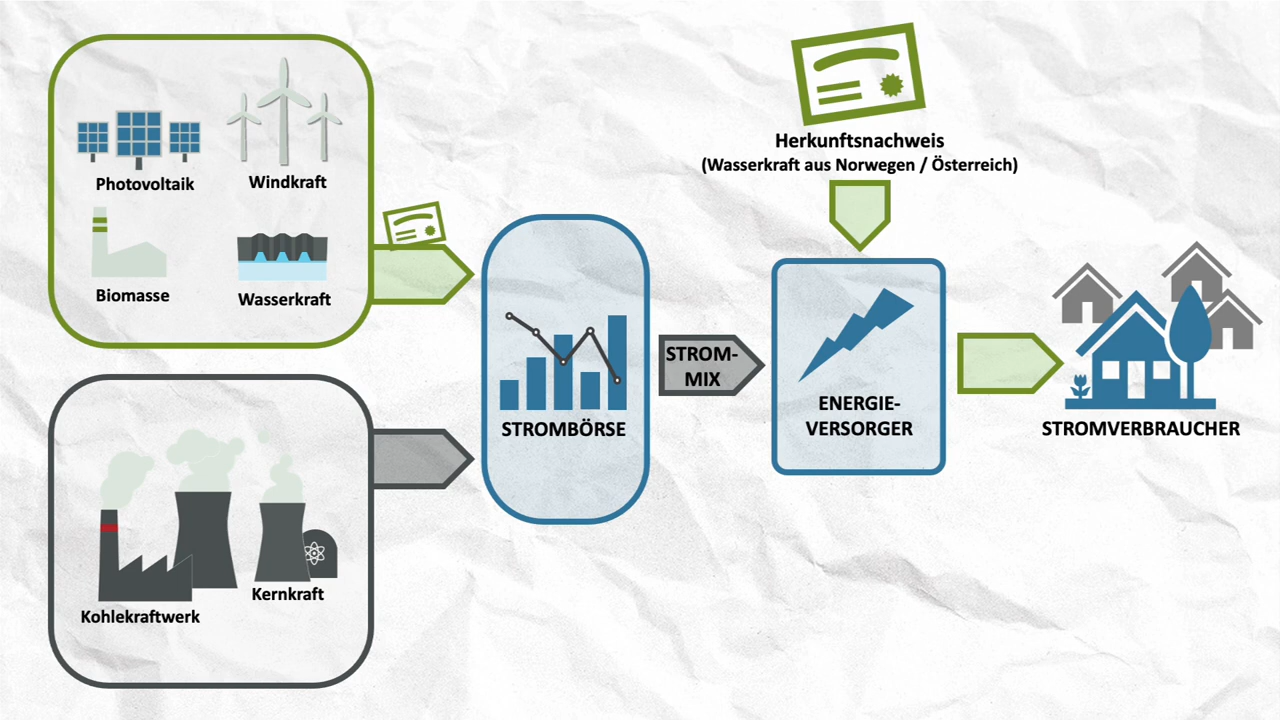 Photovoltaik
Windkraft
Biomasse
Wasserkraft
Kohlekraftwerk
Kernkraft
STROMBÖRSE
STROM-
MIX
Herkunftsnachweis
(Wasserkraft aus Norwegen / Österreich)
ENERGIE-
VERSORGER
STROMVERBRAUCHER